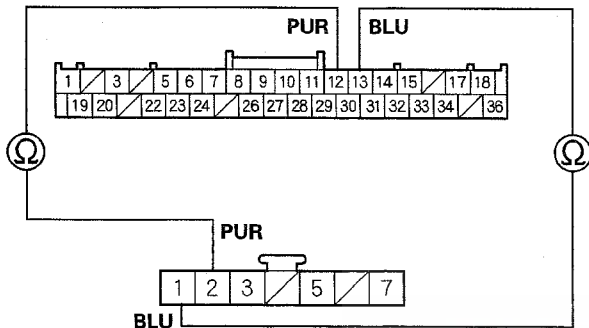 PUR BLU
1 3 5 6 7 8 9 10 11 12 13 14 15 17 18
19 20 22 23 24 26 27 28 29 30 31 32 33 34 36
Ω Ω
PUR
1 2 3 5 7
BLU